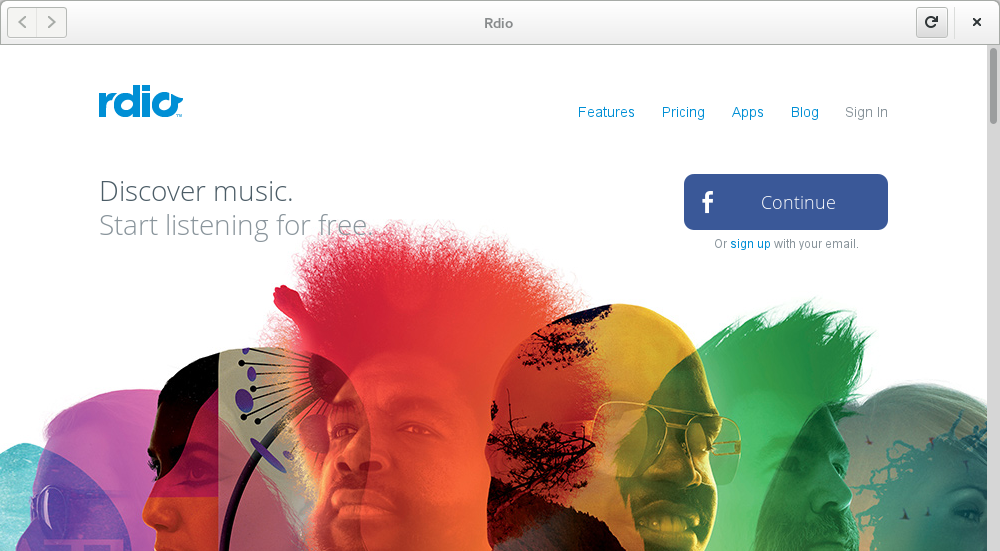 Rdio
rdio™
Features Pricing Apps Blog Sign In
Discover music.
Start listening for free.
f Continue
Or sign up with your email.